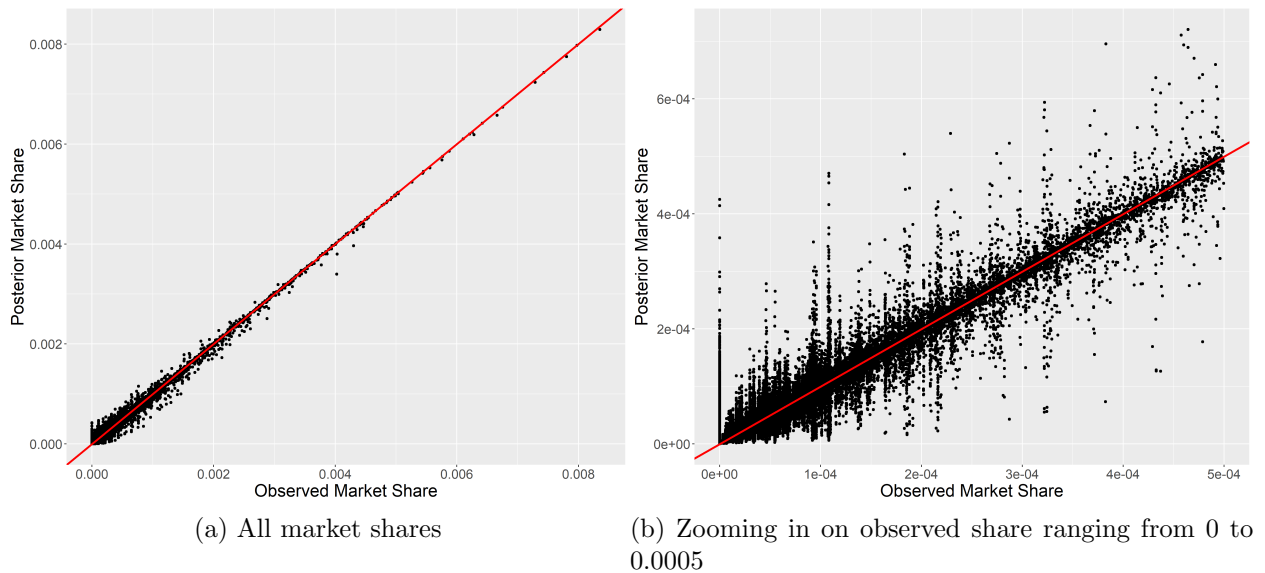 0.008
0.006
0.004
0.002
0.000
Posterior Market Share
0.000 0.002 0.004 0.006 0.008
Observed Market Share
(a) All market shares
6e-04
4e-04
2e-04
0e+00
Posterior Market Share
0e+00 1e-04 2e-04 3e-04 4e-04 5e-04
Observed Market Share
(b) Zooming in on observed share ranging from 0 to
0.0005